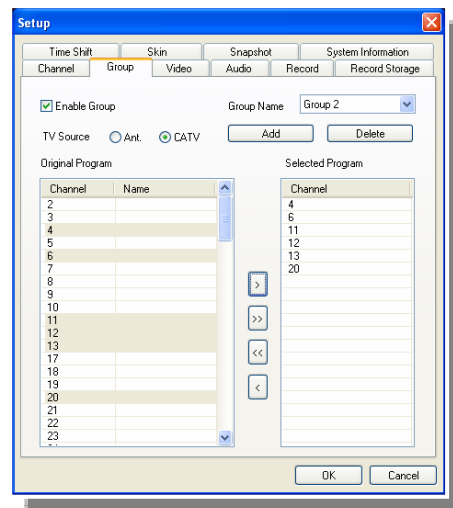 Setup
Time Shift Skin Snapshot System Information
Channel Group Video Audio Record Record Storage
Enable Group Group Name Group 2
TV Source Ant. CATV Add Delete
Original Program Selected Program
Channel Name Channel
2 4
3 6
4 11
5 12
6 13
7 20
8
9
10
11
12
13
17
18
19
20
21
22
23
>
>>
<<
<
OK Cancel